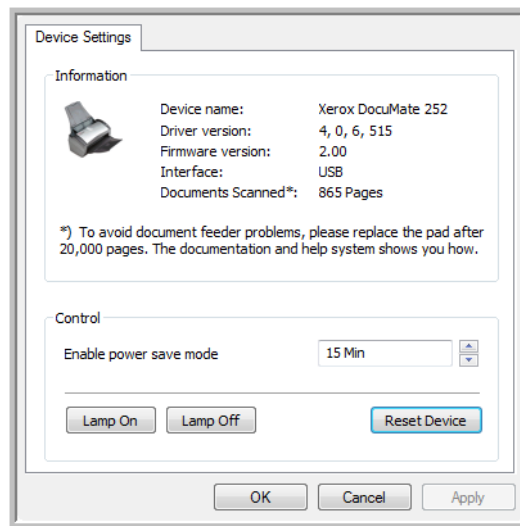 Device Settings
Information
Device name: Xerox DocuMate 252
Driver version: 4, 0, 6, 515
Firmware version: 2.00
Interface: USB
Documents Scanned*: 865 Pages
*) To avoid document feeder problems, please replace the pad after
20,000 pages. The documentation and help system shows you how.
Control
Enable power save mode 15 Min
Lamp On Lamp Off Reset Device
OK Cancel Apply